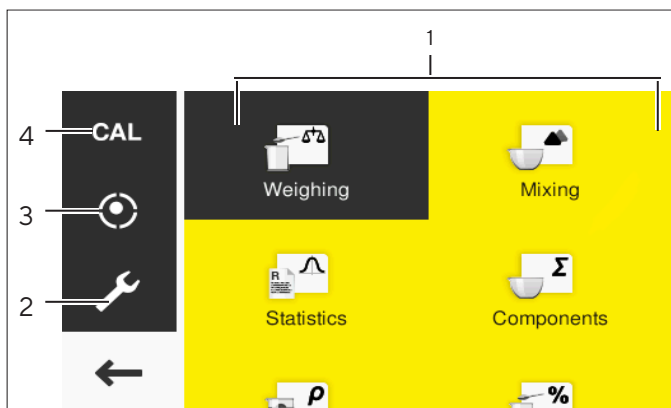 1
4 CAL
Weighing Mixing
3
2
R Σ
Statistics Components
ρ %